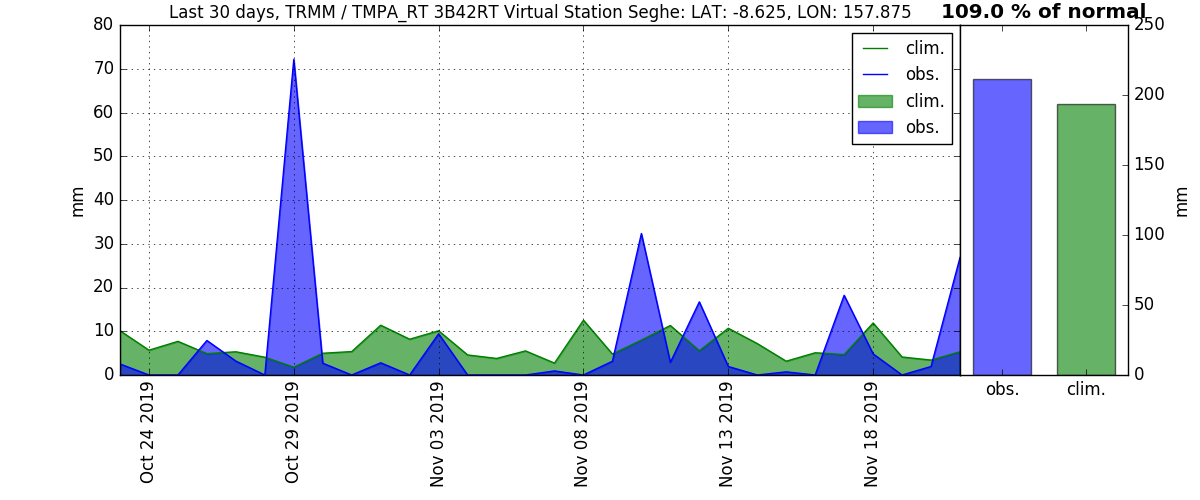 Last 30 days, TRMM / TMPA_RT 3B42RT Virtual Station Seghe: LAT: -8.625, LON: 157.875
109.0 % of normal
80
70
60
50
40
30
20
10
0
mm
clim.
obs.
clim.
obs.
Oct 24 2019
Oct 29 2019
Nov 03 2019
Nov 08 2019
Nov 13 2019
Nov 18 2019
250
200
150
100
50
0
mm
obs.
clim.